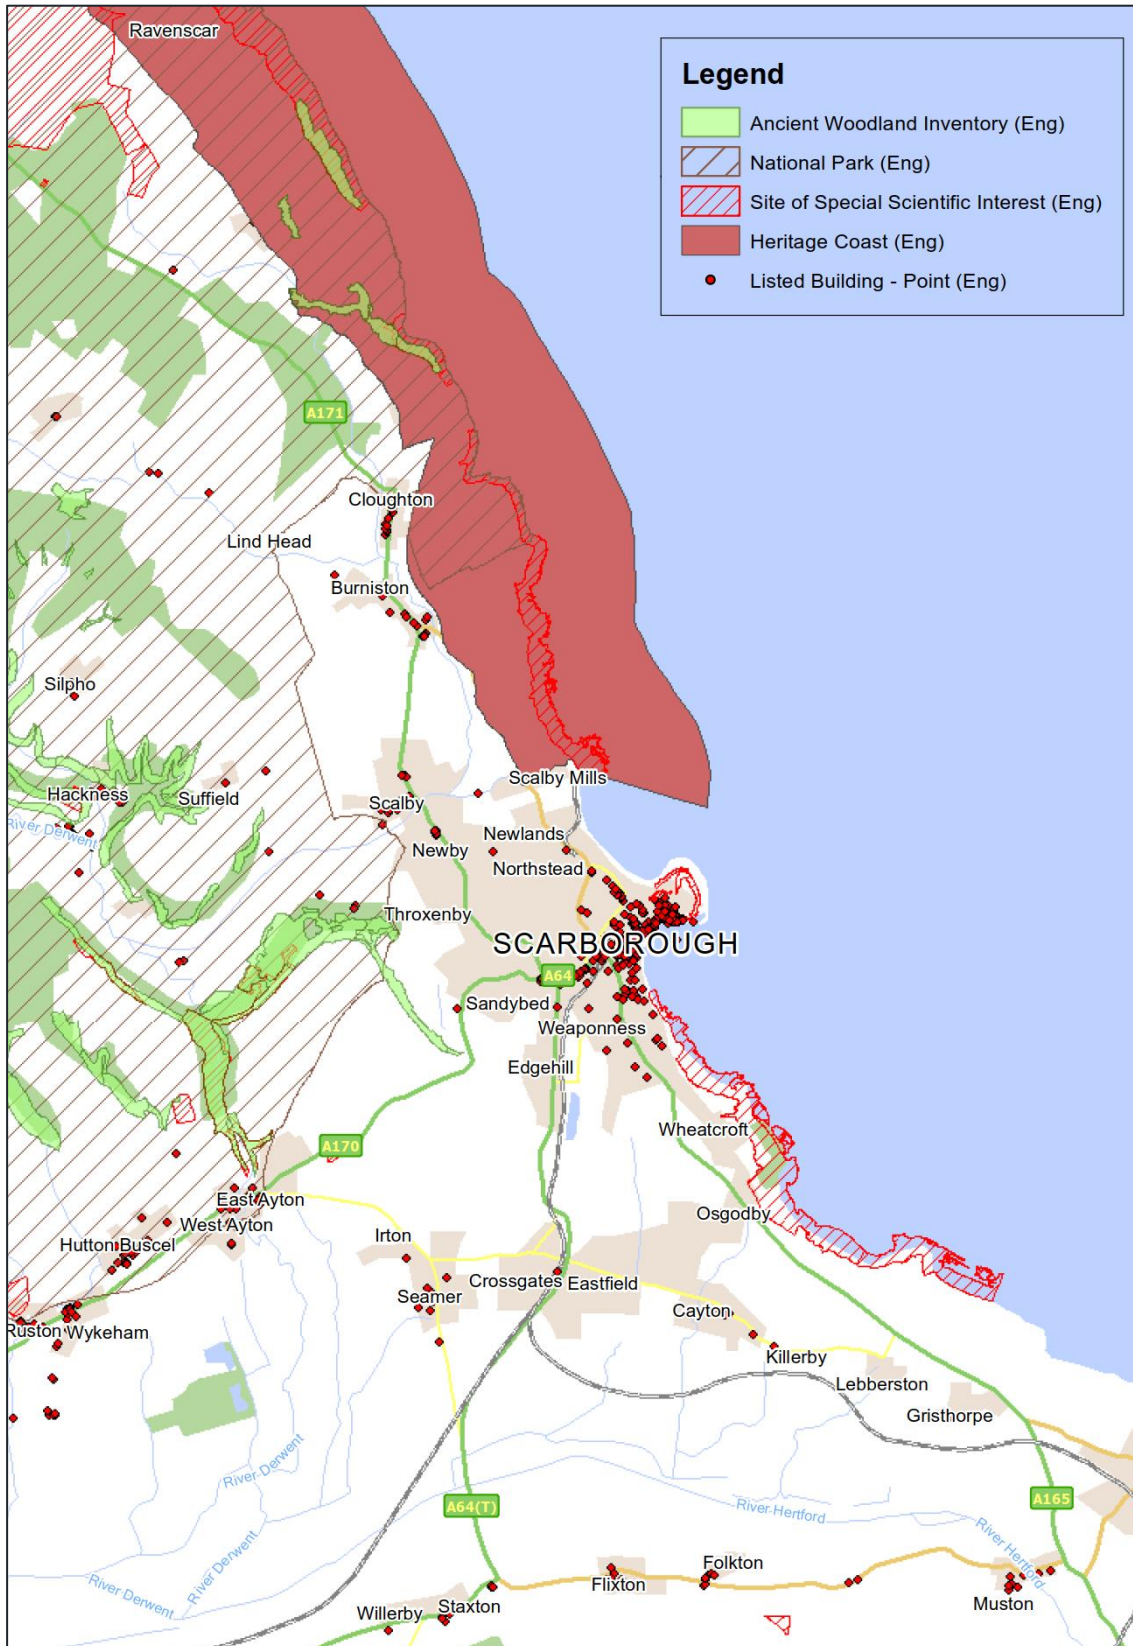 Ravenscar
Legend
Ancient Woodland Inventory (Eng)
National Park (Eng)
Site of Special Scientific Interest (Eng)
Heritage Coast (Eng)
Listed Building - Point (Eng)
A171
Cloughton
Lind Head
Burniston
Silpho
Scalby Mills
Hackness
Suffield
Scalby
River Derwent
Newlands
Newby
Northstead
Throxenby
SCARBOROUGH
A64
Sandybed
Weaponness
Edgehill
Wheatcroft
A170
East Ayton
Osgodby
West Ayton
Irton
Hutton Buscel
Crossgates
Eastfield
Seamer
Cayton
Ruston
Wykeham
Killerby
Lebberston
Gristhorpe
River Derwent
A64(T)
A165
River Hertford
River Hertford
River Derwent
River Derwent
Folkton
Flixton
Muston
Staxton
Willerby